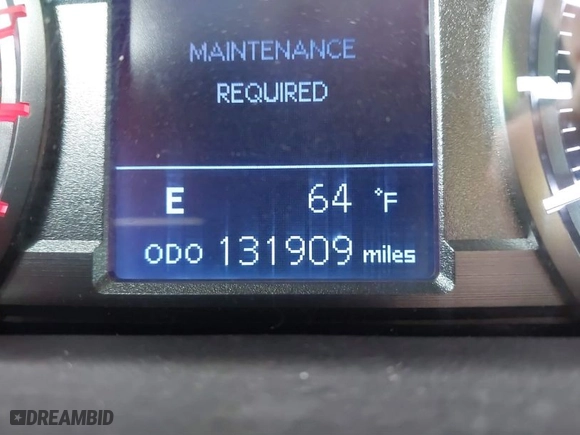 MAINTENANCE
REQUIRED
E 64 °F
ODO 131909 miles
DREAMBID